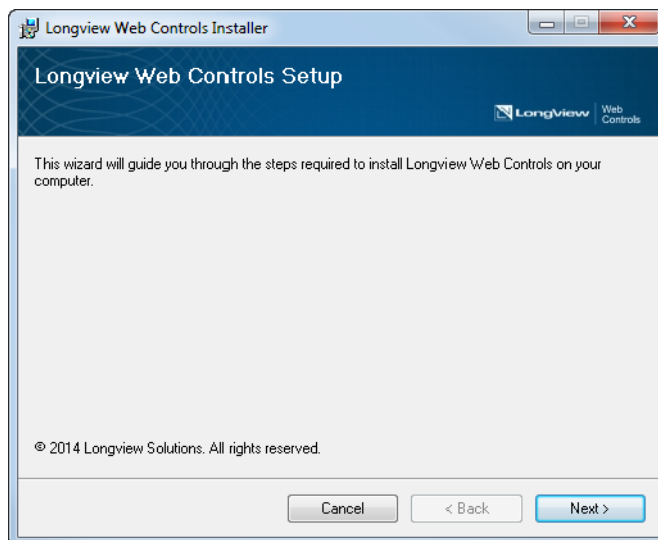 Longview Web Controls Installer
Longview Web Controls Setup
LongView Web
Controls
This wizard will guide you through the steps required to install Longview Web Controls on your
computer.
© 2014 Longview Solutions. All rights reserved.
Cancel < Back Next >